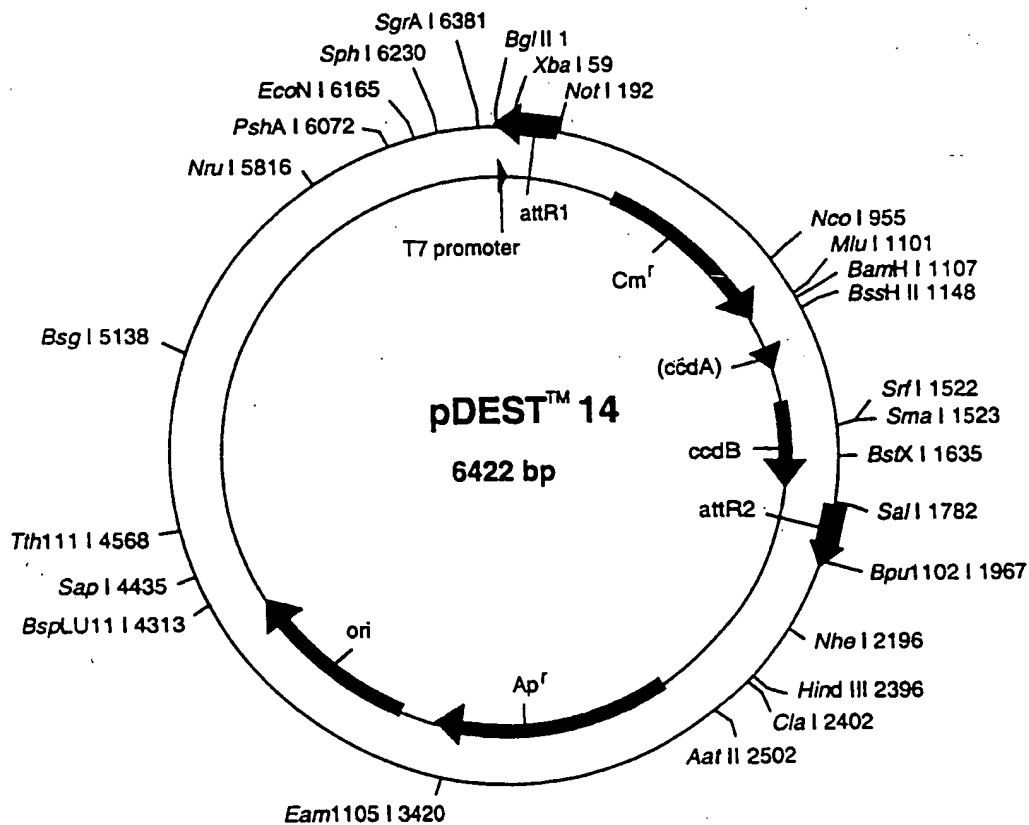 SgrA I 6381
Bgl II 1
Sph I 6230
Xba I 59
EcoN I 6165
Not I 192
PshA I 6072
Nru I 5816
attR1
T7 promoter
Nco I 955
Mlu I 1101
Cmr
BamH I 1107
BssH II 1148
Bsg I 5138
(ccdA)
pDEST™ 14
Srf I 1522
Sma I 1523
ccdB
BstX I 1635
6422 bp
attR2
Sal I 1782
Tth111 I 4568
Bpu1102 I 1967
Sap I 4435
BspLU11 I 4313
ori
Nhe I 2196
Apr
Hind III 2396
Cla I 2402
Aat II 2502
Eam1105 I 3420